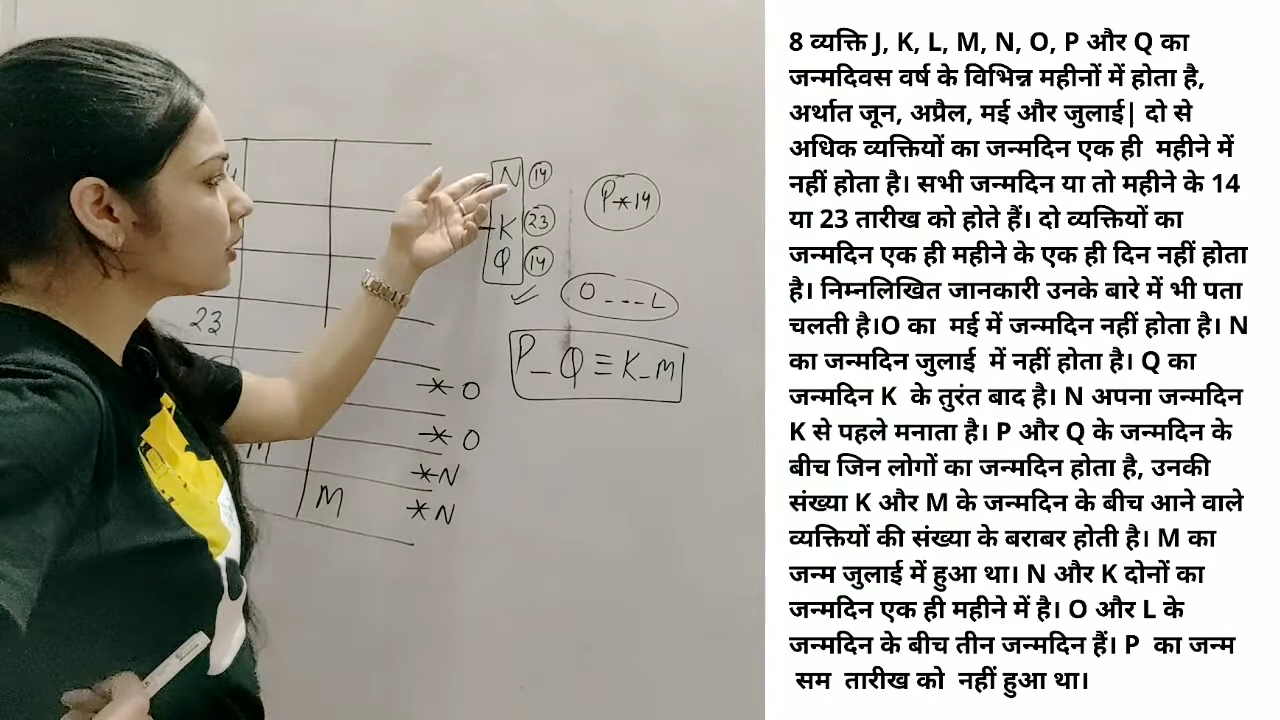 N 14
K 23
Q 14
P * 14
O _ _ _ L
P _ Q ≡ K _ M
23
* O
* O
M
* N
M
* N
8 व्यक्ति J, K, L, M, N, O, P और Q का
जन्मदिवस वर्ष के विभिन्न महीनों में होता है,
अर्थात जून, अप्रैल, मई और जुलाई| दो से
अधिक व्यक्तियों का जन्मदिन एक ही महीने में
नहीं होता है। सभी जन्मदिन या तो महीने के 14
या 23 तारीख को होते हैं। दो व्यक्तियों का
जन्मदिन एक ही महीने के एक ही दिन नहीं होता
है। निम्नलिखित जानकारी उनके बारे में भी पता
चलती है।O का मई में जन्मदिन नहीं होता है। N
का जन्मदिन जुलाई में नहीं होता है। Q का
जन्मदिन K के तुरंत बाद है। N अपना जन्मदिन
K से पहले मनाता है। P और Q के जन्मदिन के
बीच जिन लोगों का जन्मदिन होता है, उनकी
संख्या K और M के जन्मदिन के बीच आने वाले
व्यक्तियों की संख्या के बराबर होती है। M का
जन्म जुलाई में हुआ था। N और K दोनों का
जन्मदिन एक ही महीने में है। O और L के
जन्मदिन के बीच तीन जन्मदिन हैं। P का जन्म
सम तारीख को नहीं हुआ था।